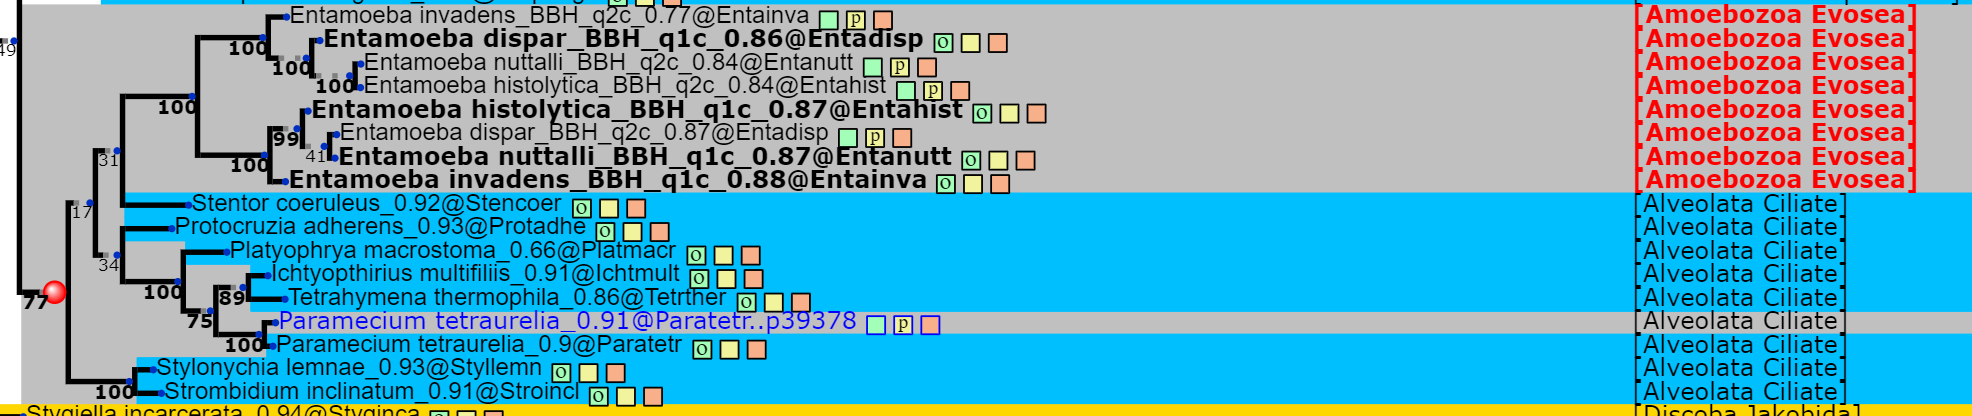 49
Entamoeba invadens_BBH_q2c_0.77@Entainva p [Amoebozoa Evosea]
100 Entamoeba dispar_BBH_q1c_0.86@Entadisp o [Amoebozoa Evosea]
100 Entamoeba nuttalli_BBH_q2c_0.84@Entanutt p [Amoebozoa Evosea]
100 Entamoeba histolytica_BBH_q2c_0.84@Entahist p [Amoebozoa Evosea]
100 Entamoeba histolytica_BBH_q1c_0.87@Entahist o [Amoebozoa Evosea]
99 Entamoeba dispar_BBH_q2c_0.87@Entadisp p [Amoebozoa Evosea]
31 100 41 Entamoeba nuttalli_BBH_q1c_0.87@Entanutt o [Amoebozoa Evosea]
Entamoeba invadens_BBH_q1c_0.88@Entainva o [Amoebozoa Evosea]
17 Stentor coeruleus_0.92@Stencoer o [Alveolata Ciliate]
Protocruzia adherens_0.93@Protadhe o [Alveolata Ciliate]
34 Platyophrya macrostoma_0.66@Platmacr o [Alveolata Ciliate]
Ichtyopthirius multifiliis_0.91@Ichtmult o [Alveolata Ciliate]
77 100 89 Tetrahymena thermophila_0.86@Tetrther o [Alveolata Ciliate]
75 Paramecium tetraurelia_0.91@Paratetr..p39378 p [Alveolata Ciliate]
100 Paramecium tetraurelia_0.9@Paratetr o [Alveolata Ciliate]
Stylonychia lemnae_0.93@Styllemn o [Alveolata Ciliate]
100 Strombidium inclinatum_0.91@Stroincl o [Alveolata Ciliate]
Stygiella incarcerata_0.94@Styginca [Discoba Jakobida]